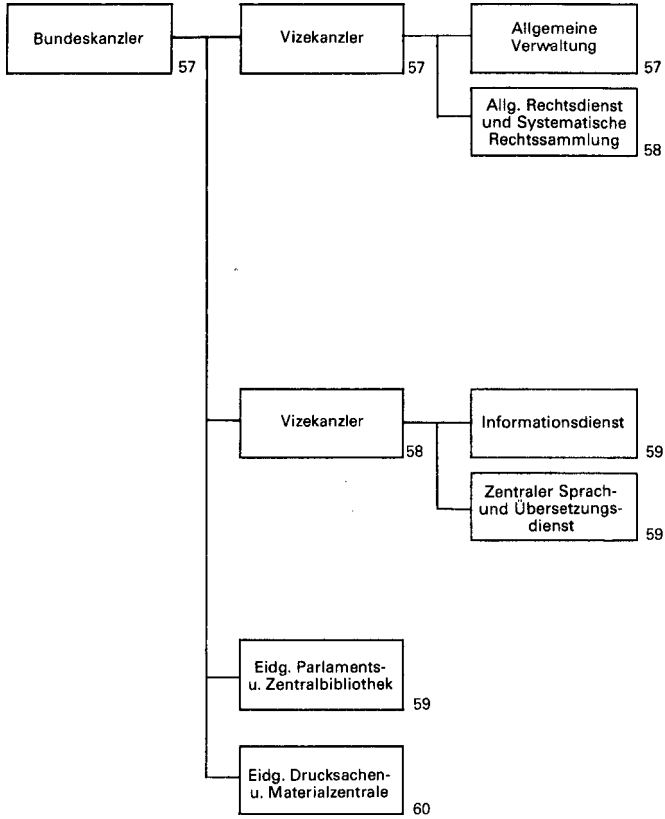 Bundeskanzler
57
Vizekanzler
57
Allgemeine
Verwaltung
57
Allg. Rechtsdienst
und Systematische
Rechtssammlung
58
Vizekanzler
58
Informationsdienst
59
Zentraler Sprach-
und Übersetzungs-
dienst
59
Eidg. Parlaments-
u. Zentralbibliothek
59
Eidg. Drucksachen-
u. Materialzentrale
60